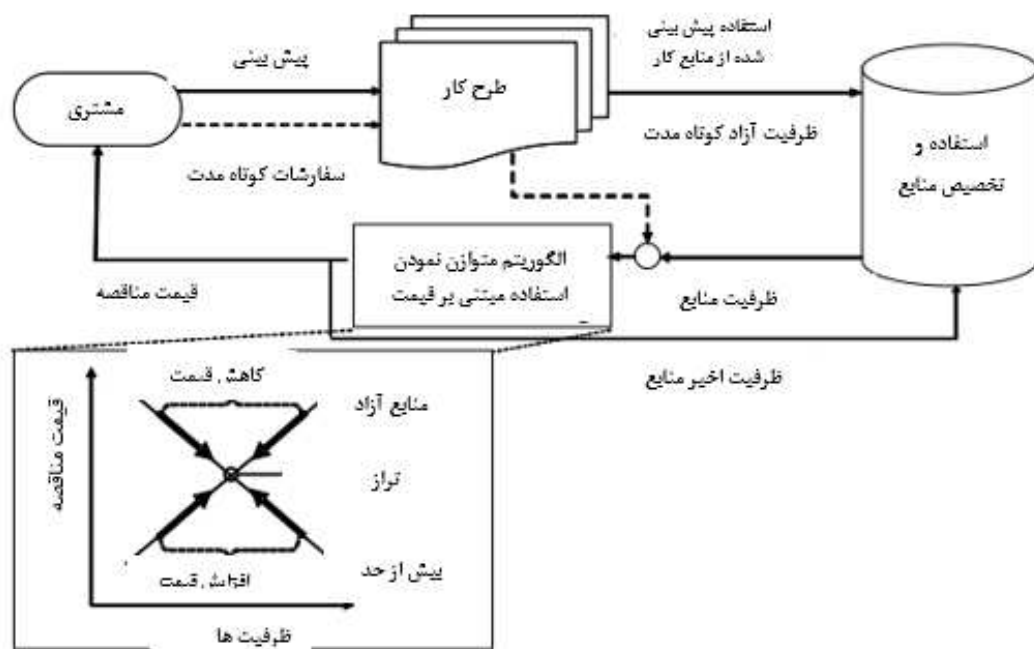 استفاده پیش بینی
شده از منابع کار
پیش بینی
طرح کار
مشتری
ظرفیت آزاد کوتاه مدت
استفاده و
تخصیص منابع
سفارشات کوتاه مدت
الگوریتم متوازن نمودن
استفاده مبتنی بر قیمت
قیمت مناقصه
ظرفیت منابع
ظرفیت اخیر منابع
کاهش قیمت
منابع آزاد
قیمت مناقصه
تراز
بیش از حد
افزایش قیمت
ظرفیت ها